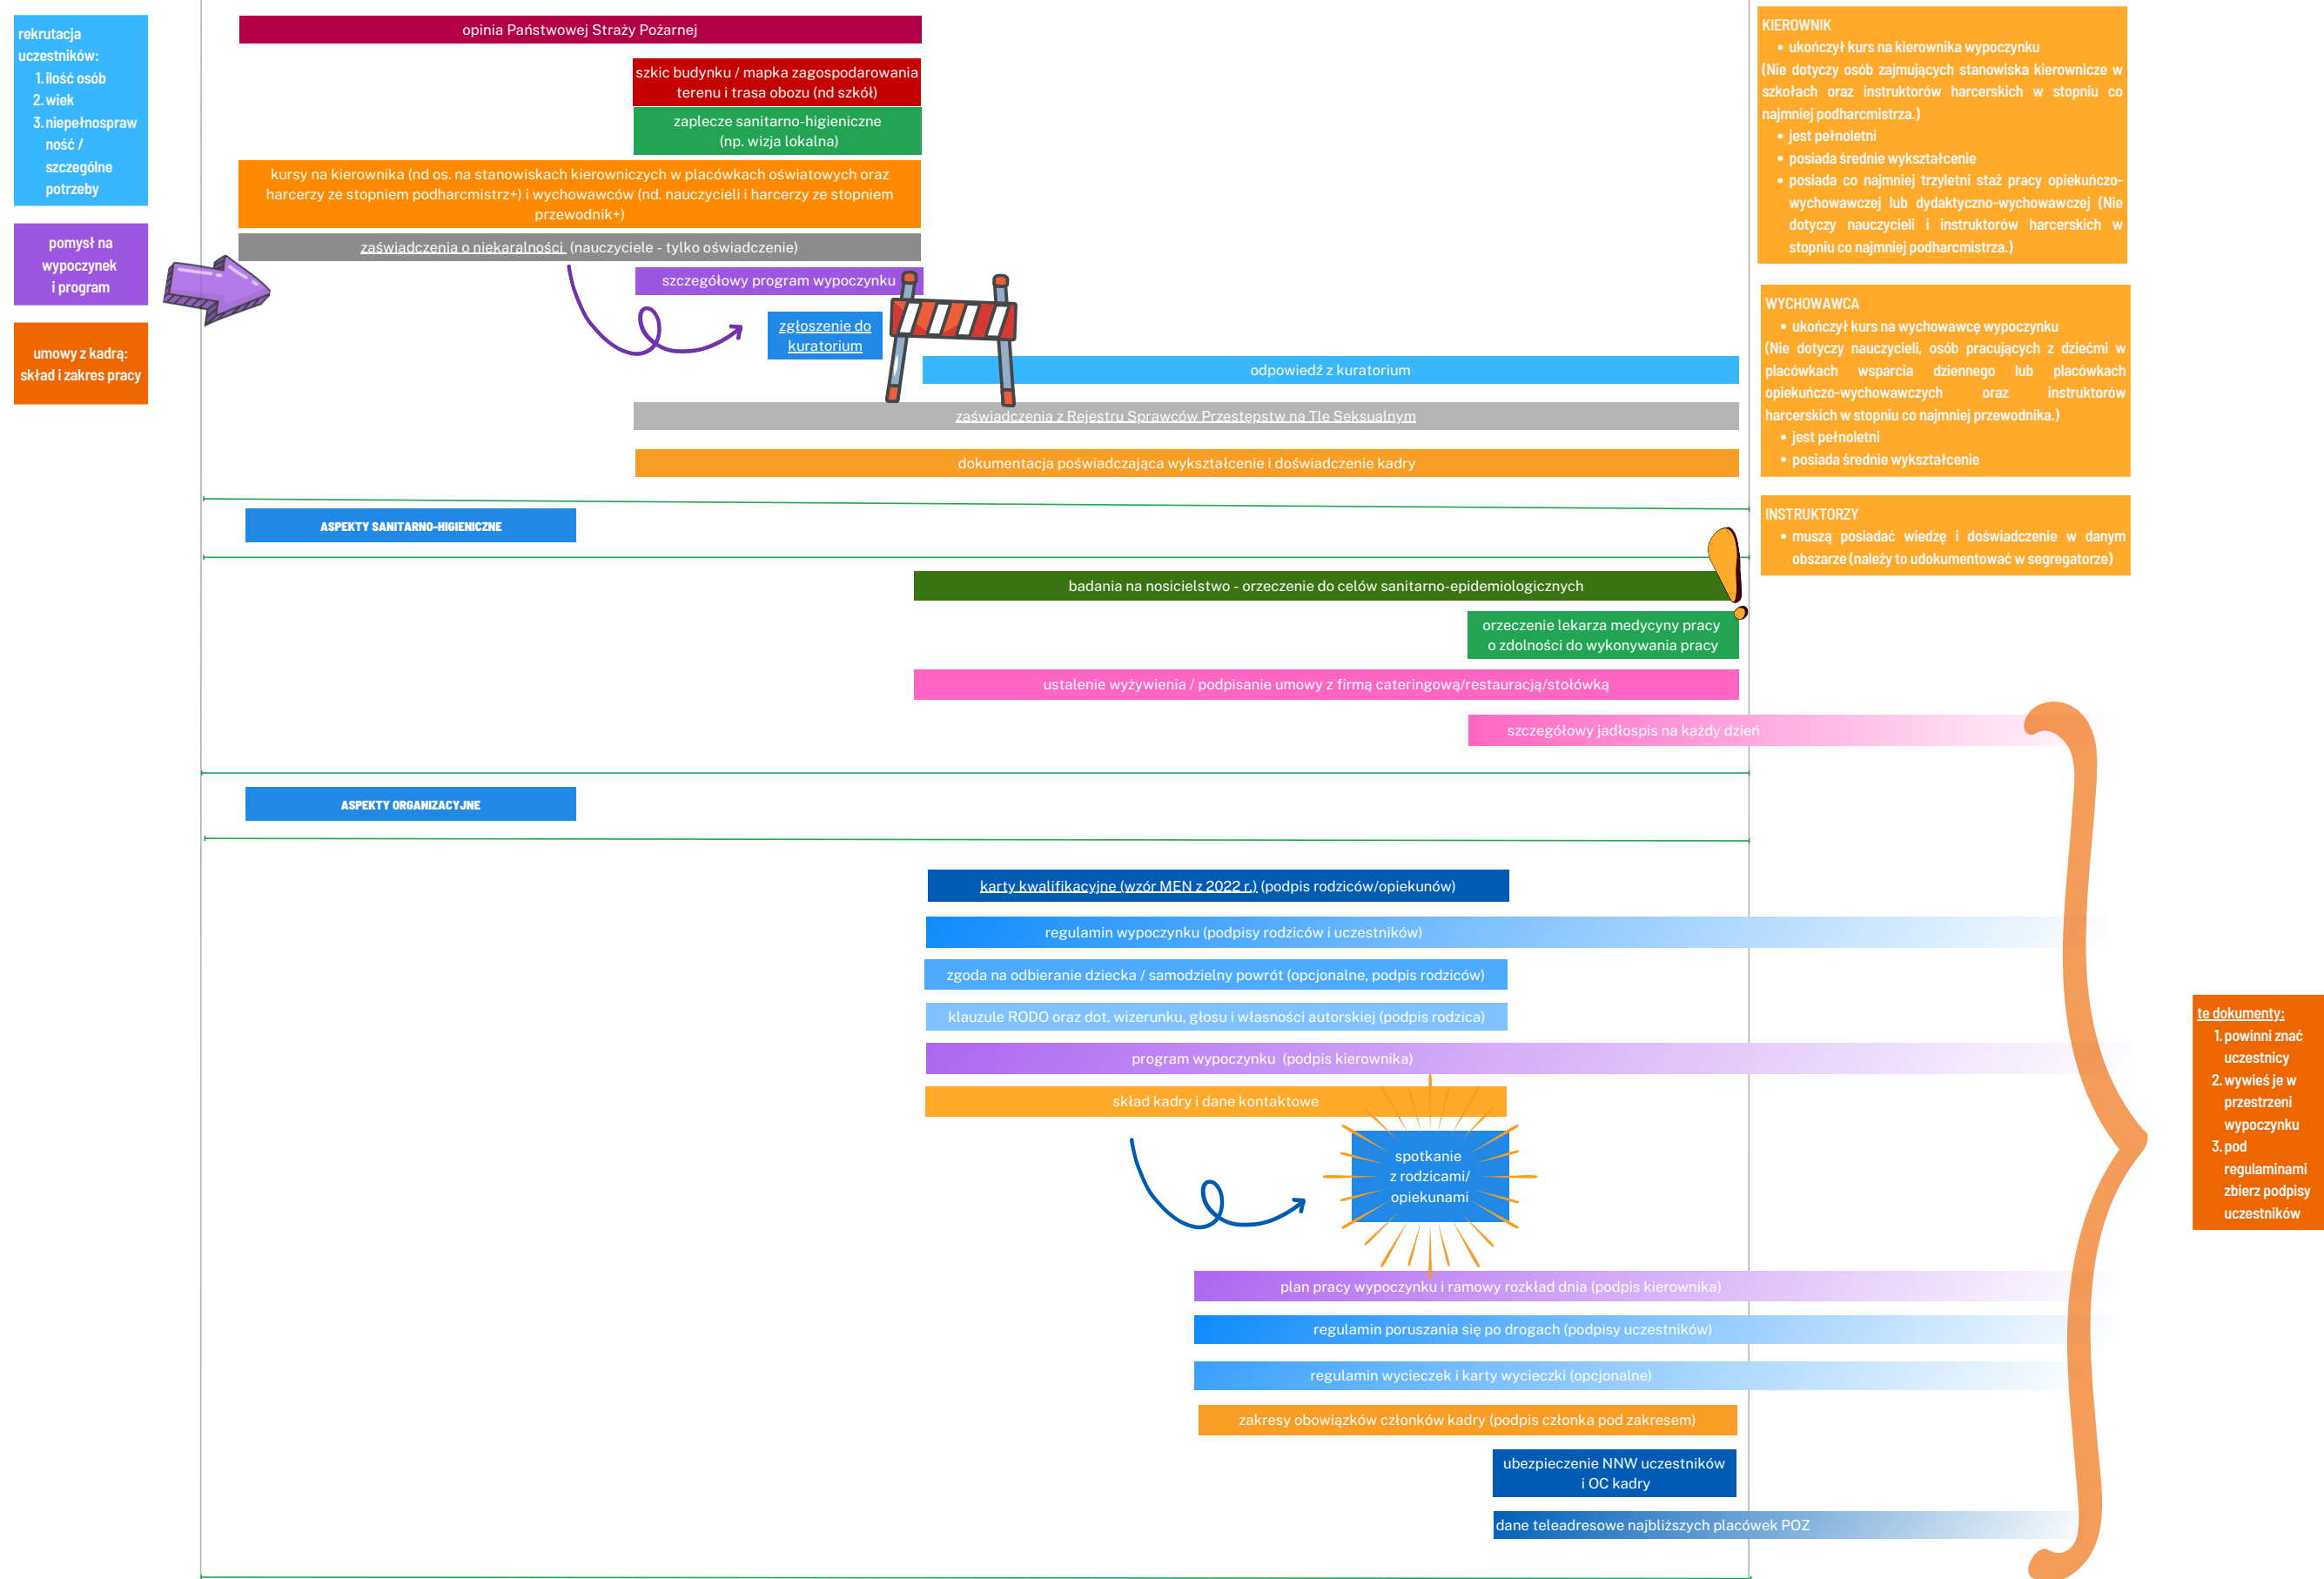 rekrutacja
uczestników:
1. ilość osób
2. wiek
3. niepełnospraw
ność /
szczególne
potrzeby
pomysł na
wypoczynek
i program
umowy z kadrą:
skład i zakres pracy
opinia Państwowej Straży Pożarnej
szkic budynku / mapka zagospodarowania
terenu i trasa obozu (nd szkół)
zaplecze sanitarno-higieniczne
(np. wizja lokalna)
kursy na kierownika (nd os. na stanowiskach kierowniczych w placówkach oświatowych oraz
harcerzy ze stopniem podharcmistrz+) i wychowawców (nd. nauczycieli i harcerzy ze stopniem
przewodnik+)
zaświadczenia o niekaralności (nauczyciele - tylko oświadczenie)
szczegółowy program wypoczynku
zgłoszenie do
kuratorium
odpowiedź z kuratorium
zaświadczenia z Rejestru Sprawców Przestępstw na Tle Seksualnym
dokumentacja poświadczająca wykształcenie i doświadczenie kadry
KIEROWNIK
• ukończył kurs na kierownika wypoczynku
(Nie dotyczy osób zajmujących stanowiska kierownicze w
szkołach oraz instruktorów harcerskich w stopniu co
najmniej podharcmistrza.)
• jest pełnoletni
• posiada średnie wykształcenie
• posiada co najmniej trzyletni staż pracy opiekuńczo-
wychowawczej lub dydaktyczno-wychowawczej (Nie
dotyczy nauczycieli i instruktorów harcerskich w
stopniu co najmniej podharcmistrza.)
WYCHOWAWCA
• ukończył kurs na wychowawcę wypoczynku
(Nie dotyczy nauczycieli, osób pracujących z dziećmi w
placówkach wsparcia dziennego lub placówkach
opiekuńczo-wychowawczych oraz instruktorów
harcerskich w stopniu co najmniej przewodnika.)
• jest pełnoletni
• posiada średnie wykształcenie
INSTRUKTORZY
• muszą posiadać wiedzę i doświadczenie w danym
obszarze (należy to udokumentować w segregatorze)
ASPEKTY SANITARNO-HIGIENICZNE
badania na nosicielstwo - orzeczenie do celów sanitarno-epidemiologicznych
orzeczenie lekarza medycyny pracy
o zdolności do wykonywania pracy
ustalenie wyżywienia / podpisanie umowy z firmą cateringową/restauracją/stołówką
szczegółowy jadłospis na każdy dzień
ASPEKTY ORGANIZACYJNE
karty kwalifikacyjne (wzór MEN z 2022 r.) (podpis rodziców/opiekunów)
regulamin wypoczynku (podpisy rodziców i uczestników)
zgoda na odbieranie dziecka / samodzielny powrót (opcjonalne, podpis rodziców)
klauzule RODO oraz dot. wizerunku, głosu i własności autorskiej (podpis rodzica)
program wypoczynku (podpis kierownika)
skład kadry i dane kontaktowe
spotkanie
z rodzicami/
opiekunami
plan pracy wypoczynku i ramowy rozkład dnia (podpis kierownika)
regulamin poruszania się po drogach (podpisy uczestników)
regulamin wycieczek i karty wycieczki (opcjonalne)
zakresy obowiązków członków kadry (podpis członka pod zakresem)
ubezpieczenie NNW uczestników
i OC kadry
dane teleadresowe najbliższych placówek POZ
te dokumenty:
1. powinni znać
uczestnicy
2. wywieś je w
przestrzeni
wypoczynku
3. pod
regulaminami
zbierz podpisy
uczestników